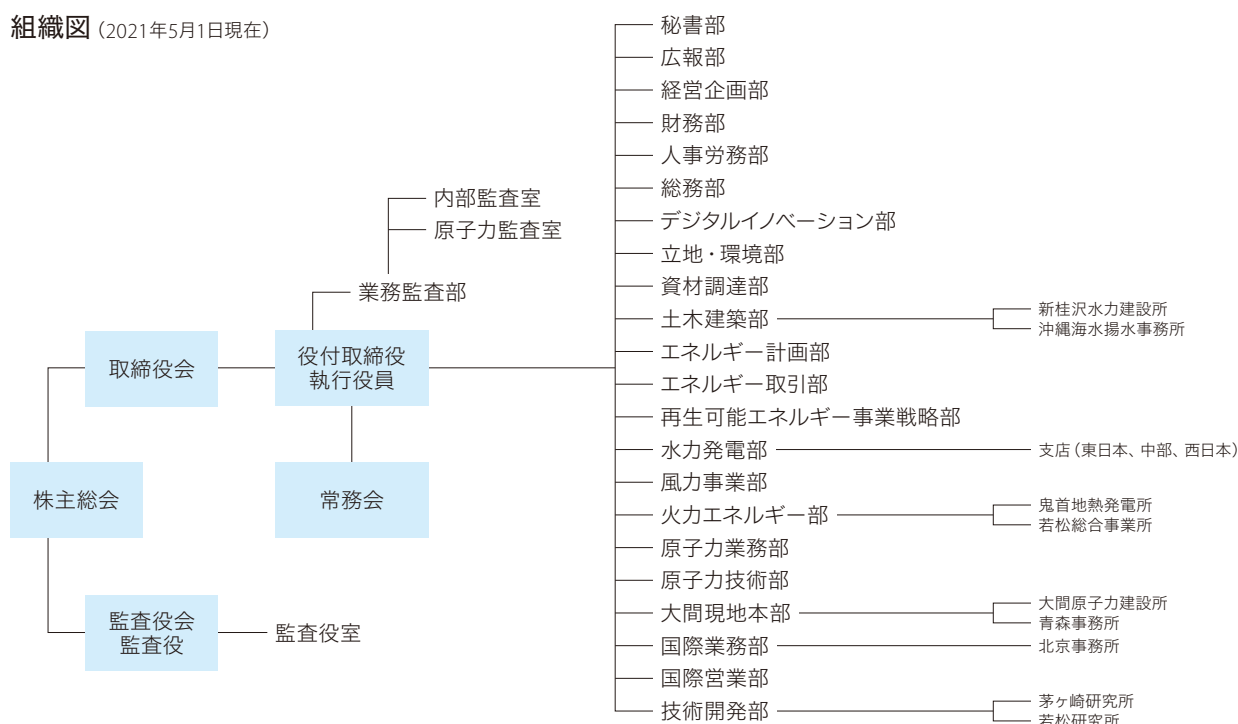 組織図（2021年5月1日現在）
秘書部
広報部
経営企画部
財務部
人事労務部
総務部
デジタルイノベーション部
立地・環境部
資材調達部
土木建築部
新桂沢水力建設所
沖縄海水揚水事務所
エネルギー計画部
エネルギー取引部
再生可能エネルギー事業戦略部
水力発電部
支店（東日本、中部、西日本）
風力事業部
火力エネルギー部
鬼首地熱発電所
若松総合事業所
原子力業務部
原子力技術部
大間現地本部
大間原子力建設所
青森事務所
国際業務部
北京事務所
国際営業部
技術開発部
茅ヶ崎研究所
若松研究所
内部監査室
原子力監査室
業務監査部
取締役会
役付取締役
執行役員
株主総会
常務会
監査役会
監査役
監査役室